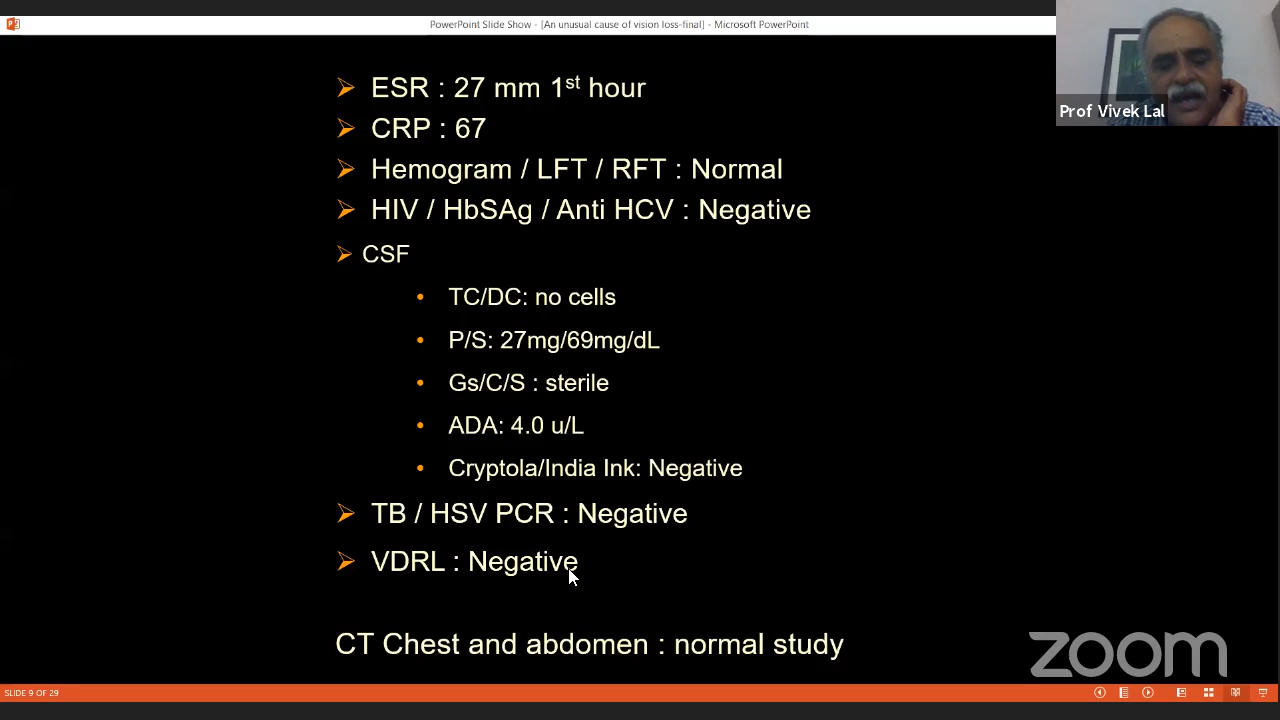 PowerPoint Slide Show - [An unusual cause of vision loss-final] - Microsoft PowerPoint
Prof Vivek Lal
ESR : 27 mm 1st hour
CRP : 67
Hemogram / LFT / RFT : Normal
HIV / HbSAg / Anti HCV : Negative
CSF
TC/DC: no cells
P/S: 27mg/69mg/dL
Gs/C/S : sterile
ADA: 4.0 u/L
Cryptola/India Ink: Negative
TB / HSV PCR : Negative
VDRL : Negative
CT Chest and abdomen : normal study
zoom
SLIDE 9 OF 29